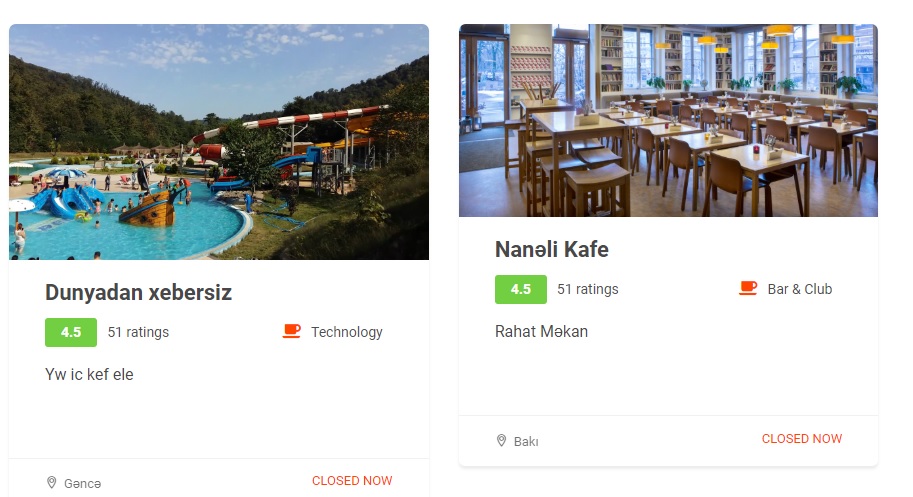 Dunyadan xebersiz
4.5 51 ratings Technology
Yw ic kef ele
Gəncə CLOSED NOW
Nanəli Kafe
4.5 51 ratings Bar & Club
Rahat Məkan
Bakı CLOSED NOW